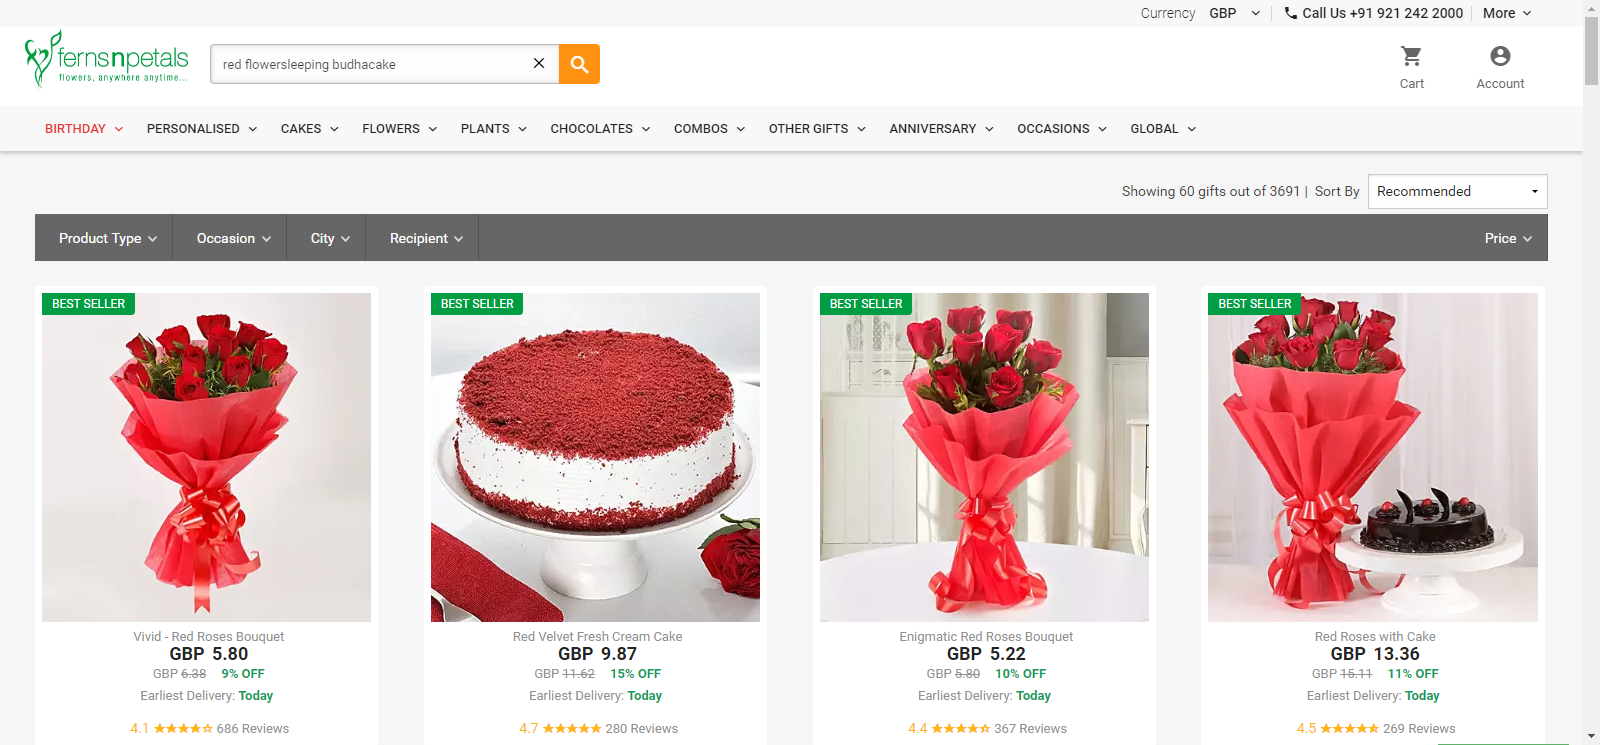 Currency GBP Call Us +91 921 242 2000 More
fernsnpetals
flowers, anywhere anytime...
red flowersleeping budhacake
Cart Account
BIRTHDAY PERSONALISED CAKES FLOWERS PLANTS CHOCOLATES COMBOS OTHER GIFTS ANNIVERSARY OCCASIONS GLOBAL
Showing 60 gifts out of 3691 | Sort By Recommended
Product Type Occasion City Recipient Price
BEST SELLER BEST SELLER BEST SELLER BEST SELLER
Vivid - Red Roses Bouquet Red Velvet Fresh Cream Cake Enigmatic Red Roses Bouquet Red Roses with Cake
GBP 5.80 GBP 9.87 GBP 5.22 GBP 13.36
GBP 6.38 9% OFF GBP 11.62 15% OFF GBP 5.80 10% OFF GBP 15.11 11% OFF
Earliest Delivery: Today Earliest Delivery: Today Earliest Delivery: Today Earliest Delivery: Today
4.1 686 Reviews 4.7 280 Reviews 4.4 367 Reviews 4.5 269 Reviews